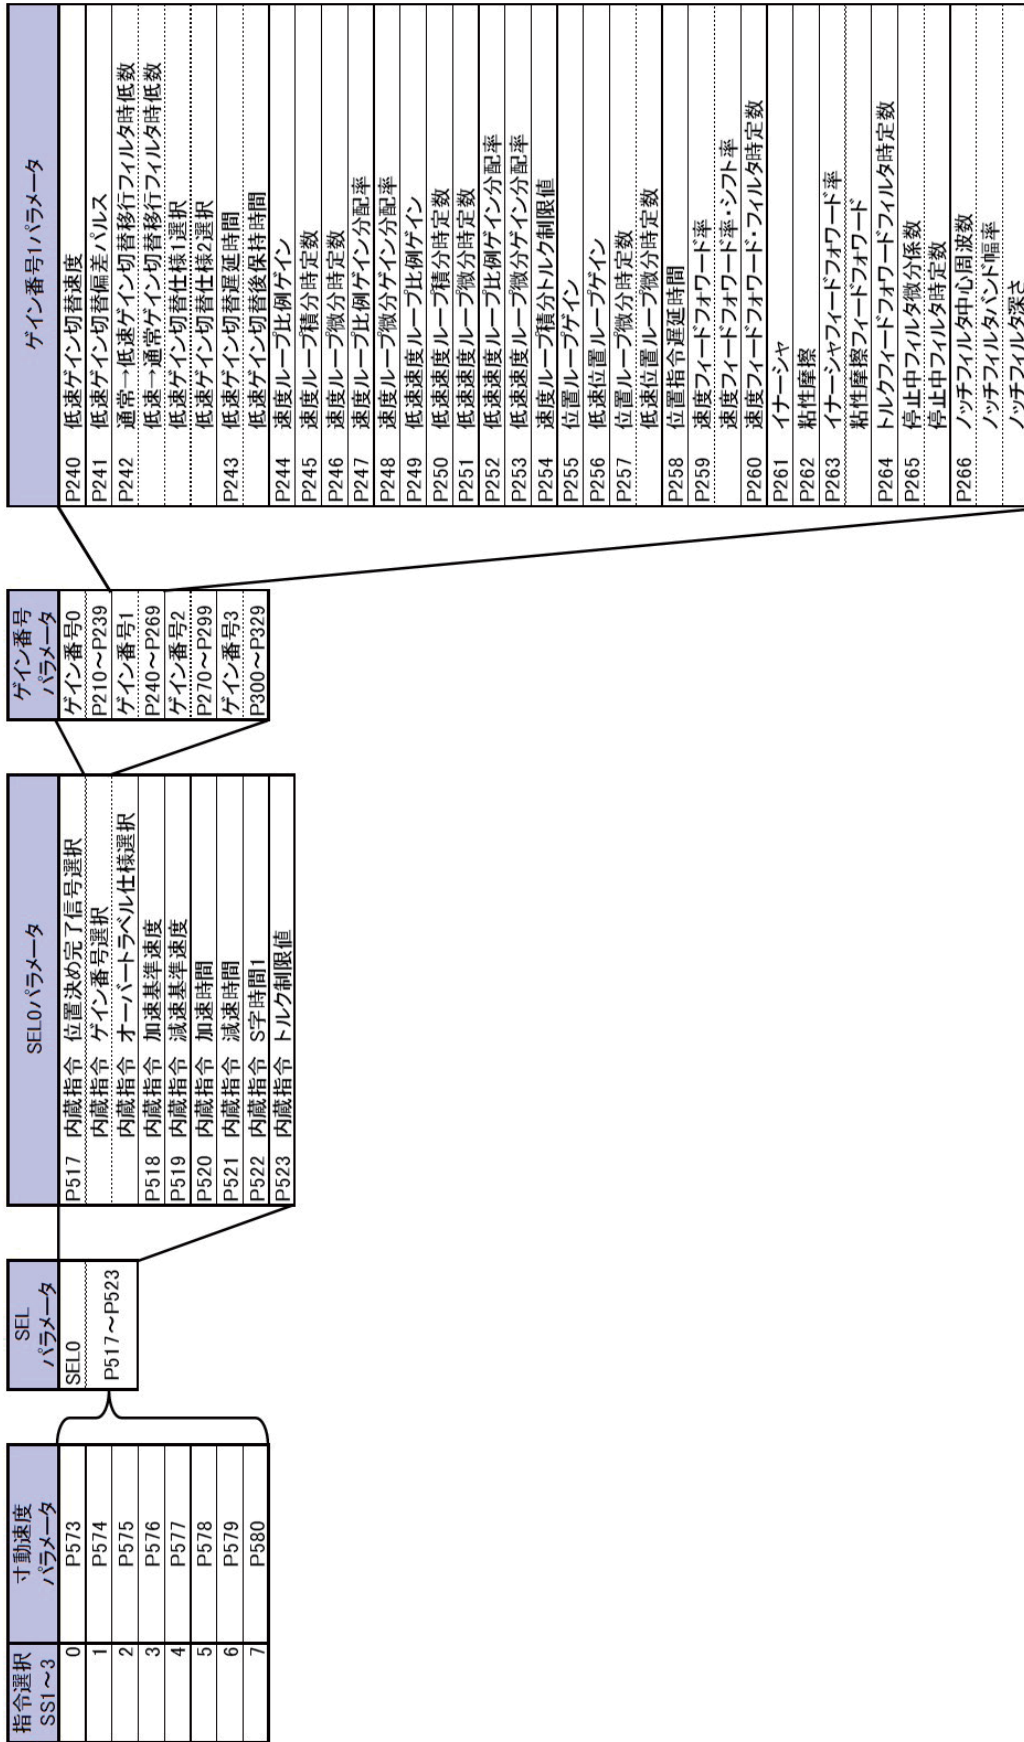 指令選択
SS1～3
寸動速度
パラメータ
0 P573
1 P574
2 P575
3 P576
4 P577
5 P578
6 P579
7 P580
SEL
パラメータ
SEL0
P517～P523
SEL0パラメータ
P517 内蔵指令 位置決め完了信号選択
内蔵指令 ゲイン番号選択
内蔵指令 オーバートラベル仕様選択
P518 内蔵指令 加速基準速度
P519 内蔵指令 減速基準速度
P520 内蔵指令 加速時間
P521 内蔵指令 減速時間
P522 内蔵指令 S字時間1
P523 内蔵指令 トルク制限値
ゲイン番号
パラメータ
ゲイン番号0
P210～P239
ゲイン番号1
P240～P269
ゲイン番号2
P270～P299
ゲイン番号3
P300～P329
ゲイン番号1パラメータ
P240 低速ゲイン切替速度
P241 低速ゲイン切替偏差パルス
P242 通常→低速ゲイン切替移行フィルタ時低数
低速→通常ゲイン切替移行フィルタ時低数
低速ゲイン切替仕様1選択
低速ゲイン切替仕様2選択
P243 低速ゲイン切替遅延時間
低速ゲイン切替後保持時間
P244 速度ループ比例ゲイン
P245 速度ループ積分時定数
P246 速度ループ微分時定数
P247 速度ループ比例ゲイン分配率
P248 速度ループ微分ゲイン分配率
P249 低速速度ループ比例ゲイン
P250 低速速度ループ積分時定数
P251 低速速度ループ微分時定数
P252 低速速度ループ比例ゲイン分配率
P253 低速速度ループ微分ゲイン分配率
P254 速度ループ積分トルク制限値
P255 位置ループゲイン
P256 低速位置ループゲイン
P257 位置ループ微分時定数
低速位置ループ微分時定数
P258 位置指令遅延時間
P259 速度フィードフォワード率
速度フィードフォワード率・シフト率
P260 速度フィードフォワード・フィルタ時定数
P261 イナーシャ
P262 粘性摩擦
P263 イナーシャフィードフォワード率
粘性摩擦フィードフォワード
P264 トルクフィードフォワードフィルタ時定数
P265 停止中フィルタ微分係数
停止中フィルタ時定数
P266 ノッチフィルタ中心周波数
ノッチフィルタバンド幅率
ノッチフィルタ深さ